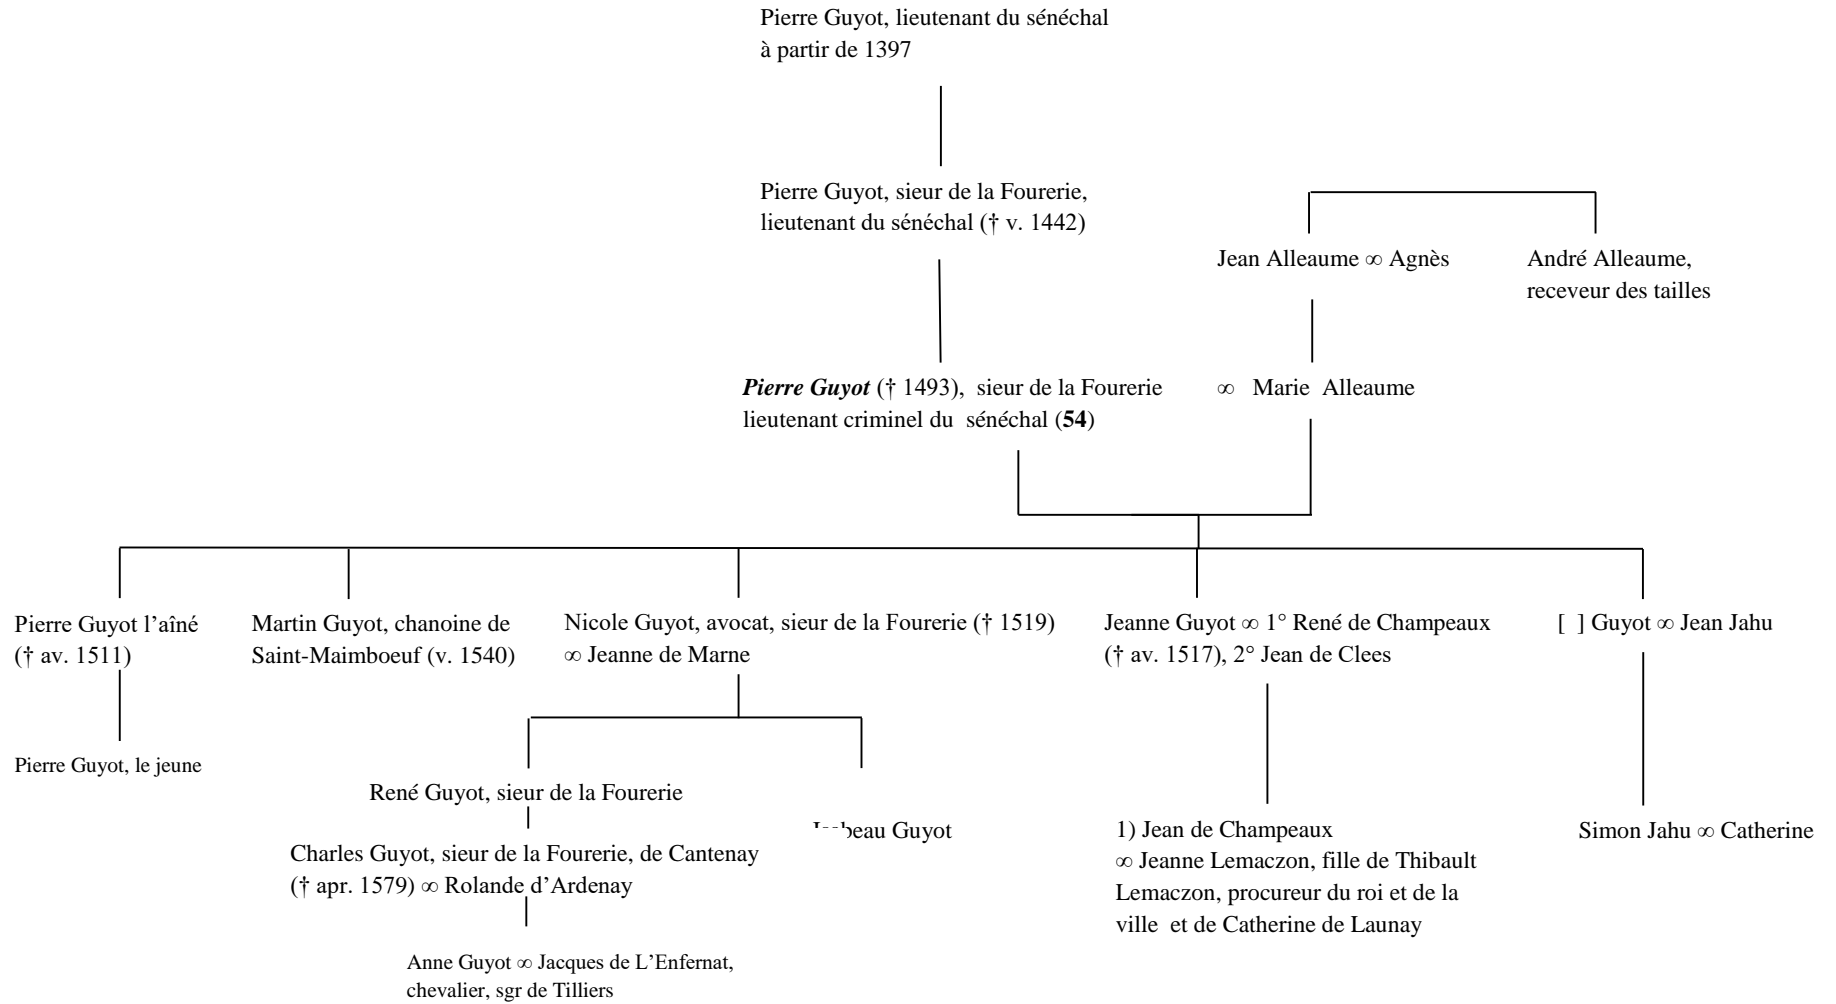 Pierre Guyot, lieutenant du sénéchal
à partir de 1397
Pierre Guyot, sieur de la Fourerie,
lieutenant du sénéchal († v. 1442)
Jean Alleaume ∞ Agnès
André Alleaume,
receveur des tailles
Pierre Guyot († 1493), sieur de la Fourerie
lieutenant criminel du sénéchal (54)
∞ Marie Alleaume
Pierre Guyot l’aîné
(† av. 1511)
Martin Guyot, chanoine de
Saint-Maimboeuf (v. 1540)
Nicole Guyot, avocat, sieur de la Fourerie († 1519)
∞ Jeanne de Marne
Jeanne Guyot ∞ 1° René de Champeaux
(† av. 1517), 2° Jean de Clees
[ ] Guyot ∞ Jean Jahu
Pierre Guyot, le jeune
René Guyot, sieur de la Fourerie
Guyot
Charles Guyot, sieur de la Fourerie, de Cantenay
(† apr. 1579) ∞ Rolande d’Ardenay
1) Jean de Champeaux
∞ Jeanne Lemaczon, fille de Thibault
Lemaczon, procureur du roi et de la
ville et de Catherine de Launay
Simon Jahu ∞ Catherine
Anne Guyot ∞ Jacques de L’Enfernat,
chevalier, sgr de Tilliers